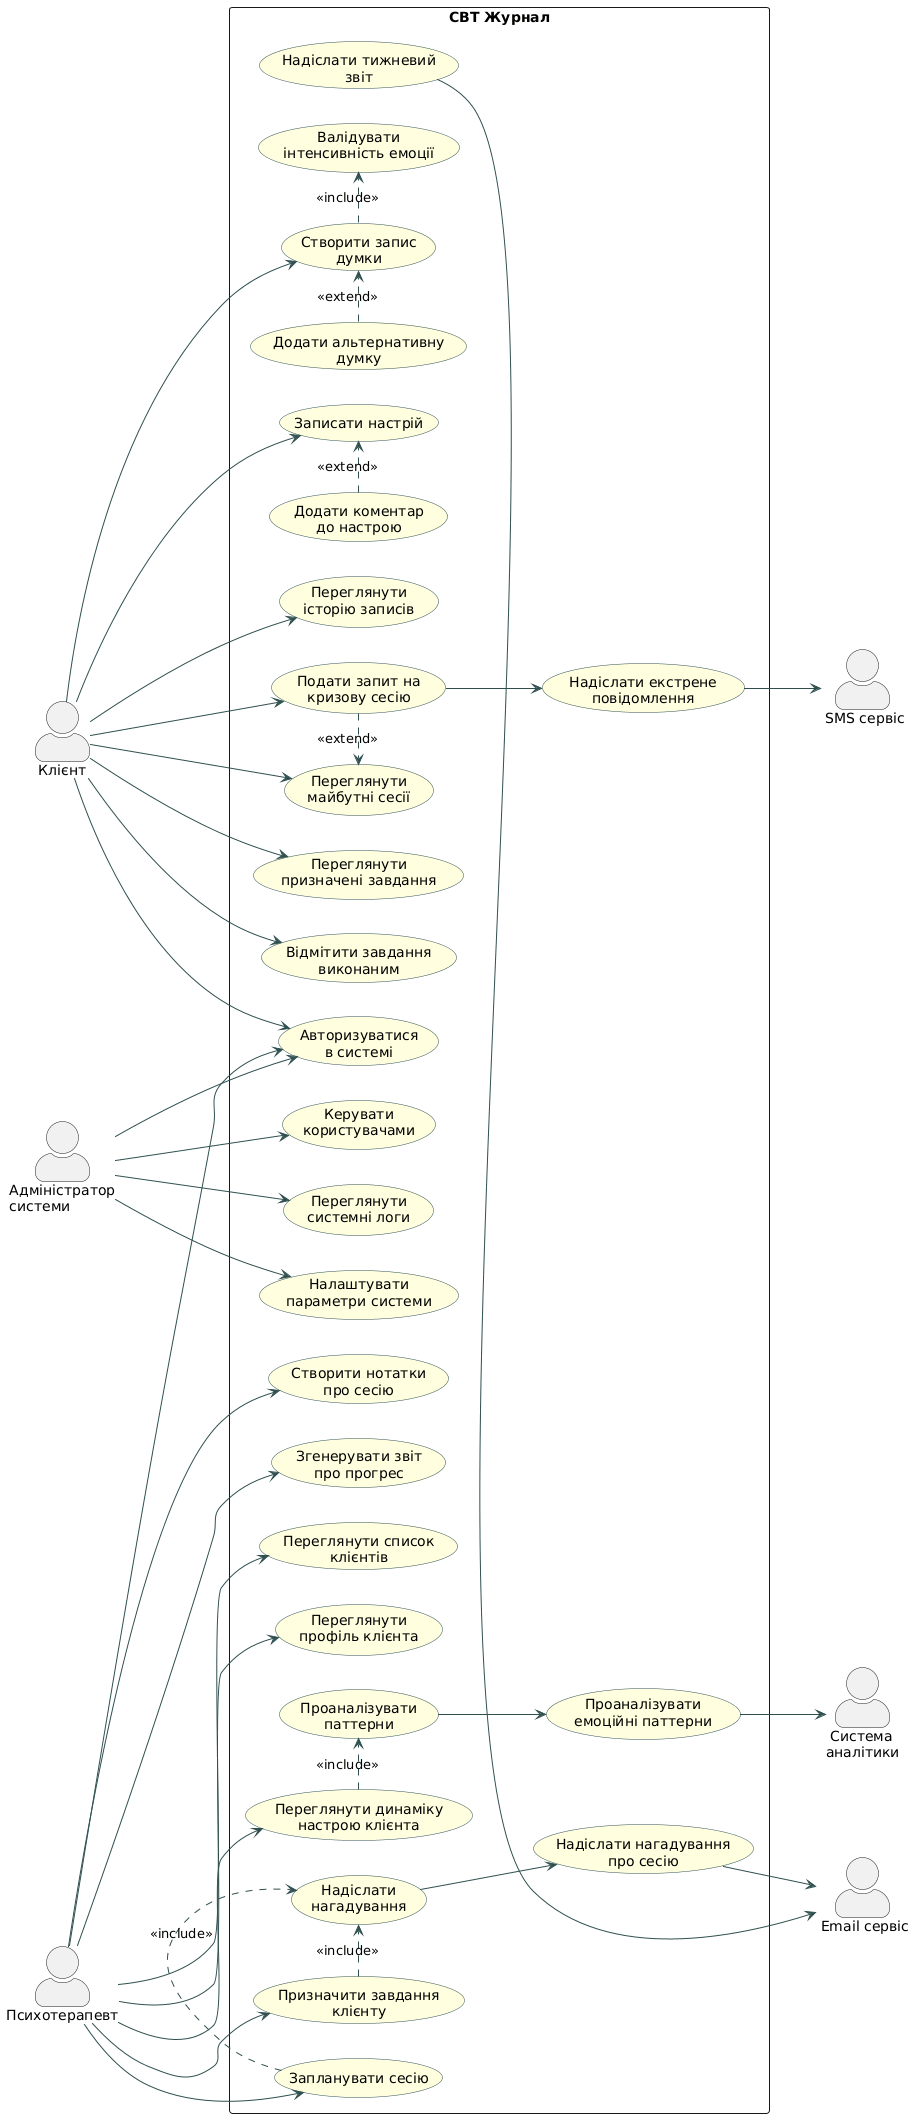 СВТ Журнал
Надіслати тижневий
звіт
Валідувати
інтенсивність емоції
«include»
Створити запис
думки
«extend»
Додати альтернативну
думку
Записати настрій
«extend»
Додати коментар
до настрою
Переглянути
історію записів
Подати запит на
кризову сесію
Надіслати екстрене
повідомлення
SMS сервіс
«extend»
Клієнт
Переглянути
майбутні сесії
Переглянути
призначені завдання
Відмітити завдання
виконаним
Авторизуватися
в системі
Керувати
користувачами
Адміністратор
системи
Переглянути
системні логи
Налаштувати
параметри системи
Створити нотатки
про сесію
Згенерувати звіт
про прогрес
Переглянути список
клієнтів
Переглянути
профіль клієнта
Проаналізувати
паттерни
Проаналізувати
емоційні паттерни
Система
аналітики
«include»
Переглянути динаміку
настрою клієнта
Надіслати нагадування
про сесію
Надіслати
нагадування
Email сервіс
«include»
«include»
Призначити завдання
клієнту
Психотерапевт
Запланувати сесію